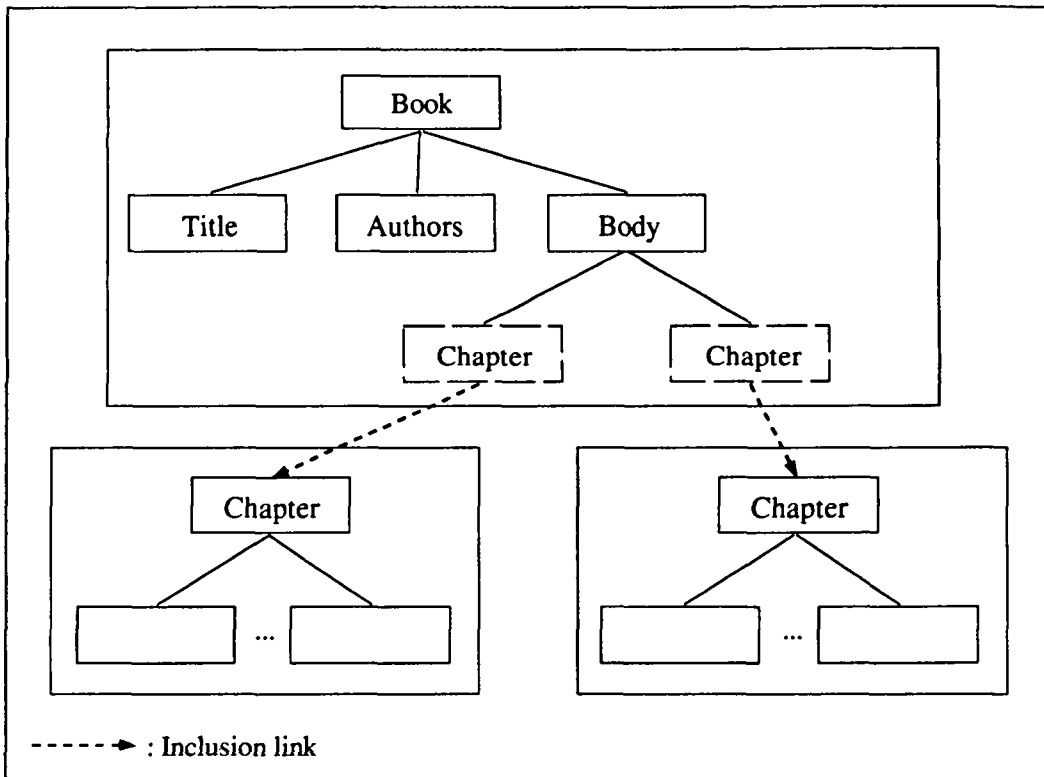 Book
Title
Authors
Body
Chapter
Chapter
Chapter
Chapter
...
...
: Inclusion link